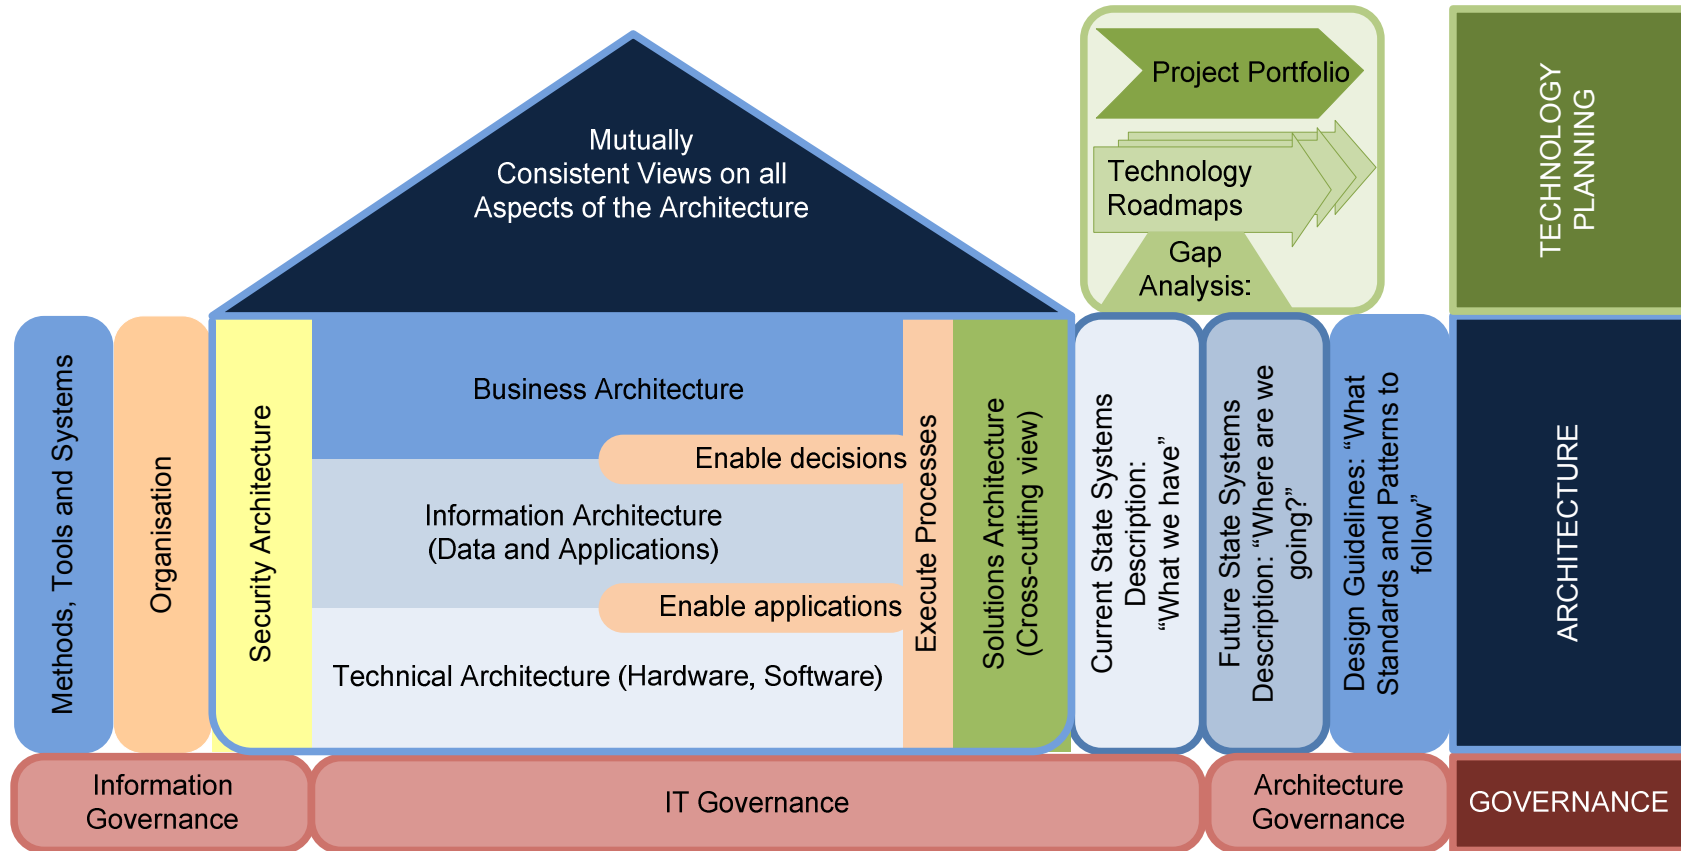 Project Portfolio
Technology
Roadmaps
Gap
Analysis:
TECHNOLOGY
PLANNING
Mutually
Consistent Views on all
Aspects of the Architecture
Methods, Tools and Systems
Organisation
Security Architecture
Business Architecture
Enable decisions
Information Architecture
(Data and Applications)
Enable applications
Technical Architecture (Hardware, Software)
Execute Processes
Solutions Architecture
(Cross-cutting view)
Current State Systems
Description:
“What we have”
Future State Systems
Description: “Where are we
going?”
Design Guidelines: “What
Standards and Patterns to
follow”
ARCHITECTURE
Information
Governance
IT Governance
Architecture
Governance
GOVERNANCE